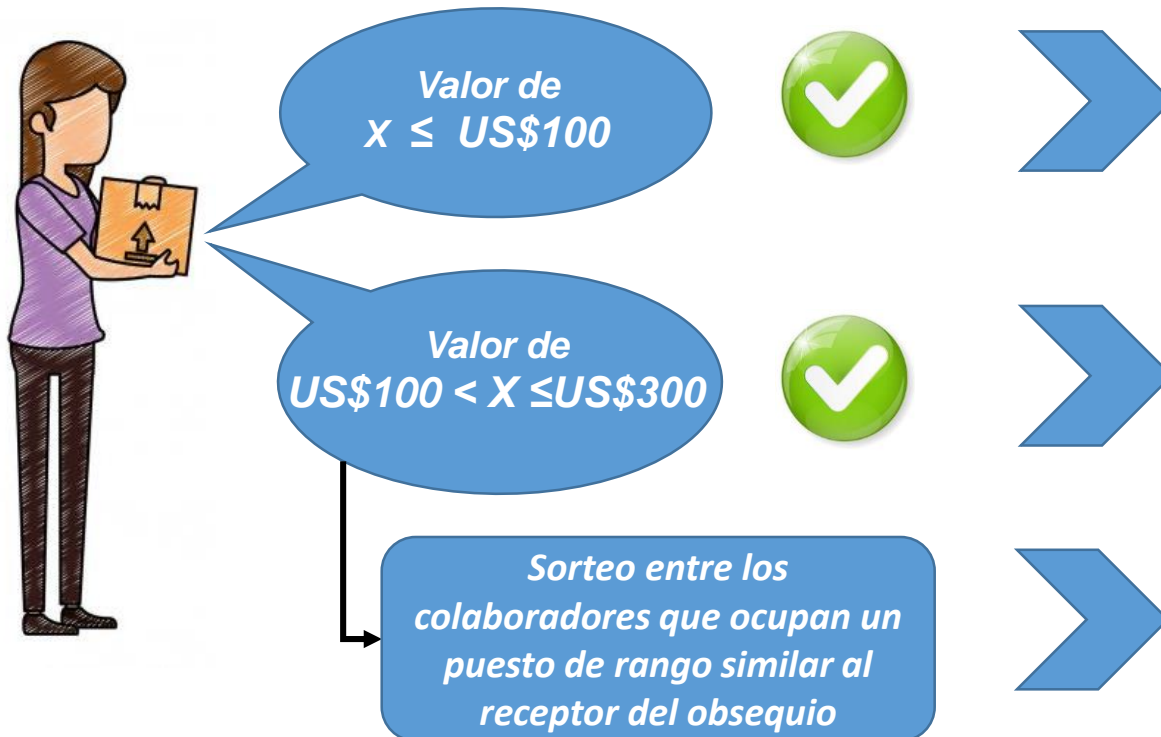 Valor de
X ≤ US$100
Valor de
US$100 < X ≤US$300
Sorteo entre los
colaboradores que ocupan un
puesto de rango similar al
receptor del obsequio